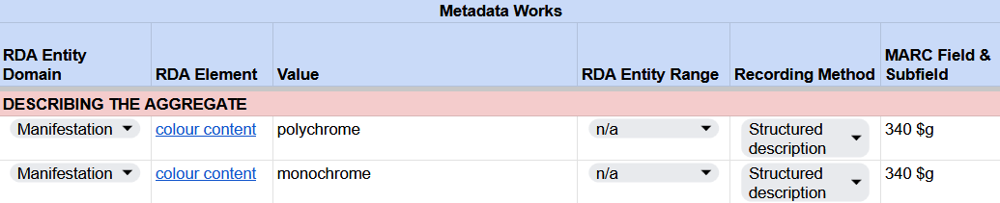 Metadata Works
RDA Entity Domain RDA Element Value RDA Entity Range Recording Method MARC Field & Subfield
DESCRIBING THE AGGREGATE
Manifestation colour content polychrome n/a Structured description 340 $g
Manifestation colour content monochrome n/a Structured description 340 $g